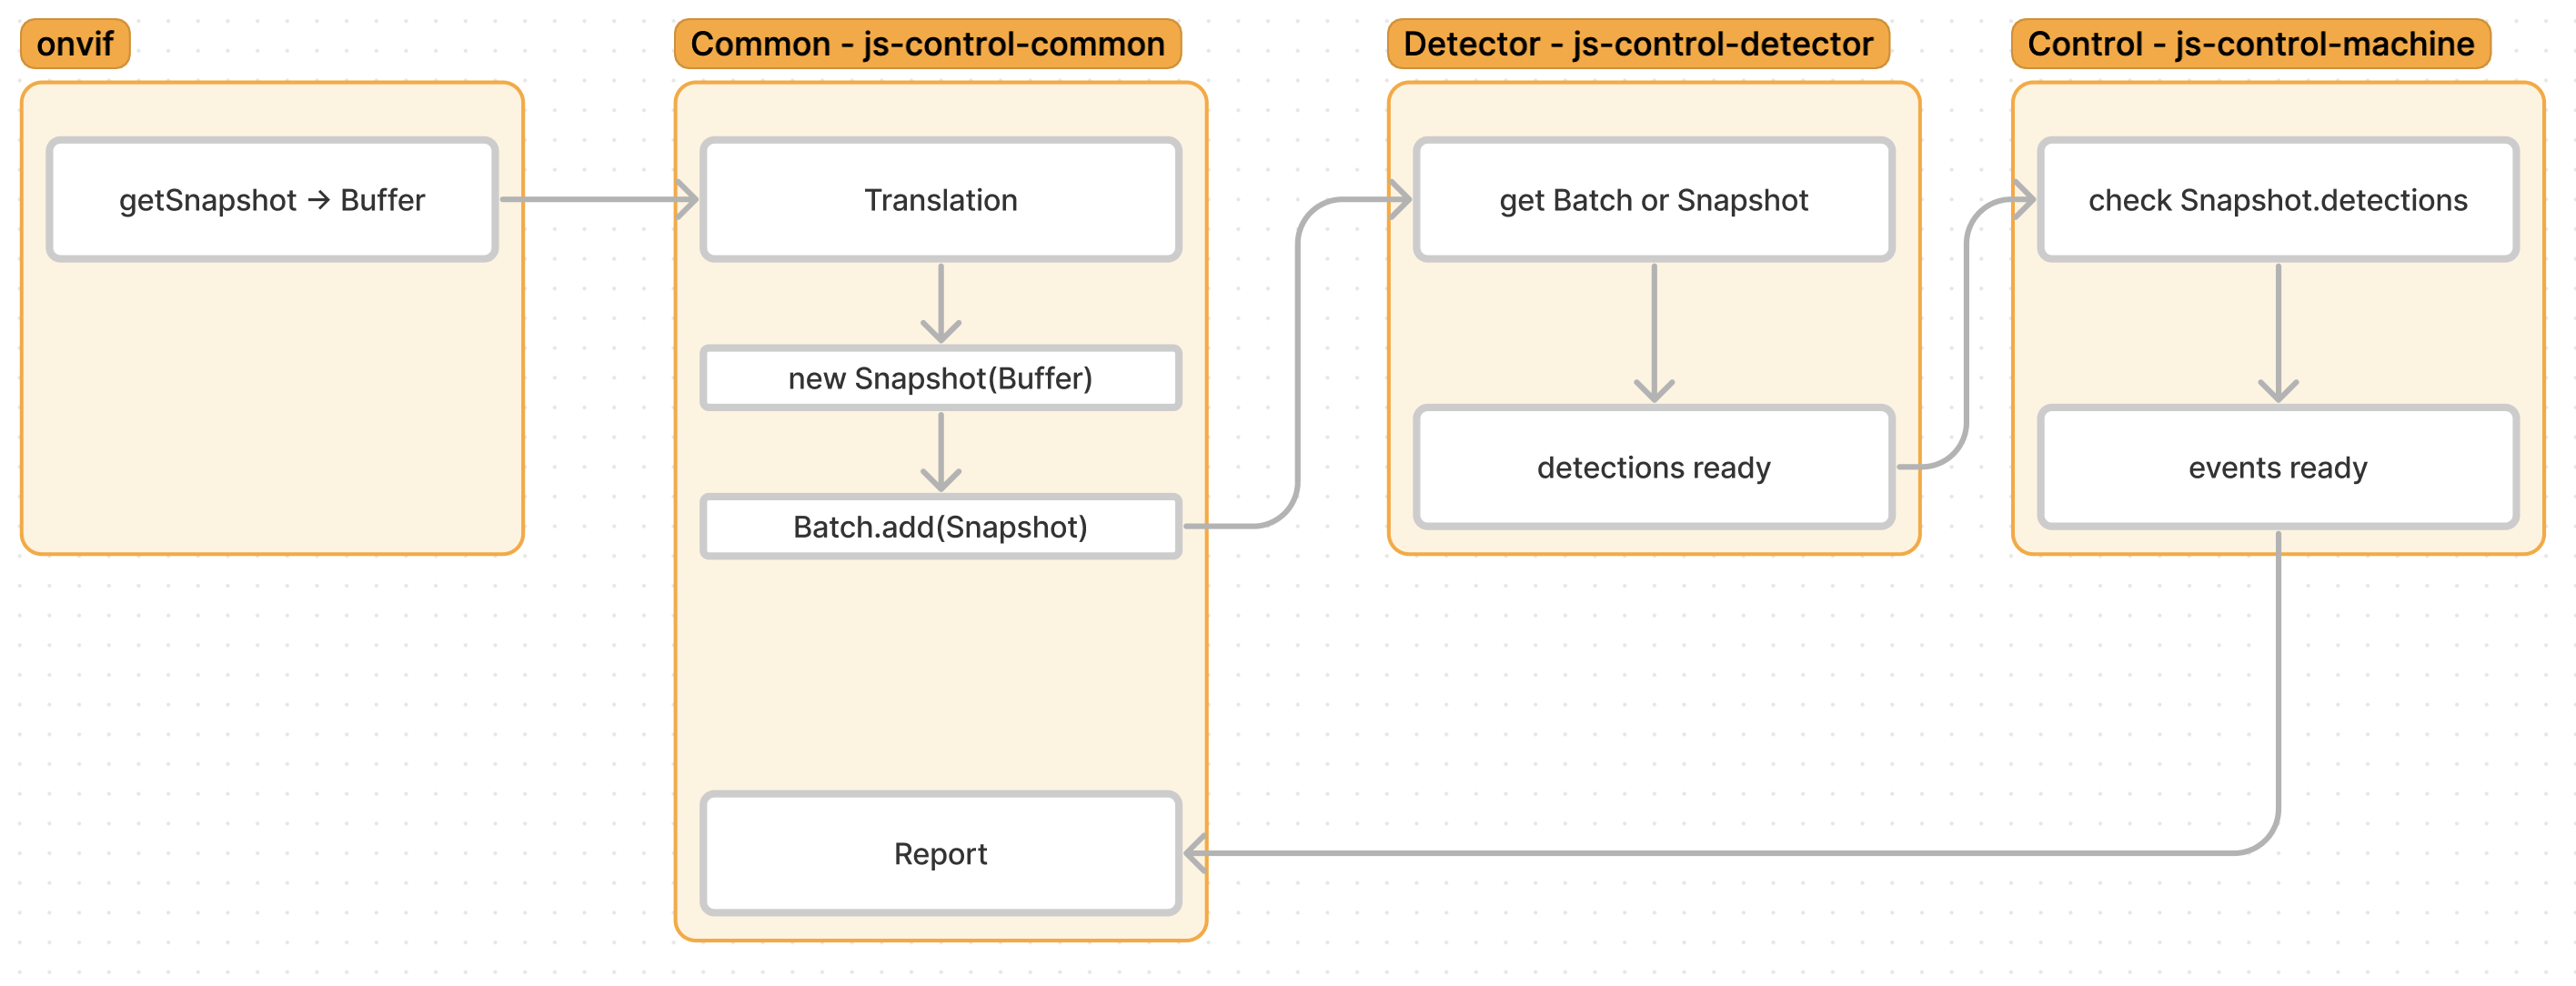 onvif
getSnapshot → Buffer
Common - js-control-common
Translation
new Snapshot(Buffer)
Batch.add(Snapshot)
Report
Detector - js-control-detector
get Batch or Snapshot
detections ready
Control - js-control-machine
check Snapshot.detections
events ready